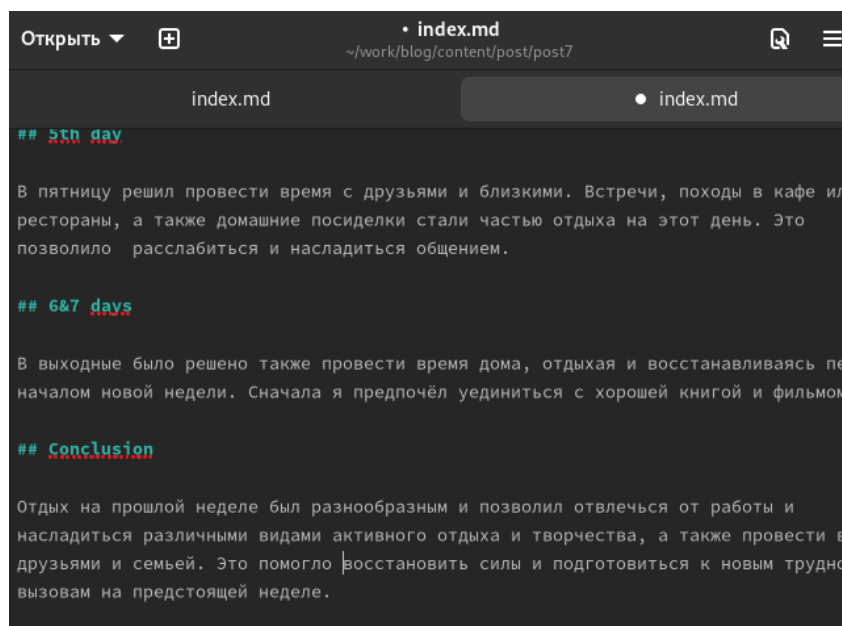 Открыть
• index.md
~/work/blog/content/post/post7
index.md
● index.md
## 5th day
В пятницу решил провести время с друзьями и близкими. Встречи, походы в кафе
рестораны, а также домашние посиделки стали частью отдыха на этот день. Это
позволило  расслабиться и насладиться общением.
## 6&7 days
В выходные было решено также провести время дома, отдыхая и восстанавливаясь
началом новой недели. Сначала я предпочёл уединиться с хорошей книгой и фильмом
## Conclusion
Отдых на прошлой неделе был разнообразным и позволил отвлечься от работы и
насладиться различными видами активного отдыха и творчества, а также провести
друзьями и семьей. Это помогло восстановить силы и подготовиться к новым
вызовам на предстоящей неделе.